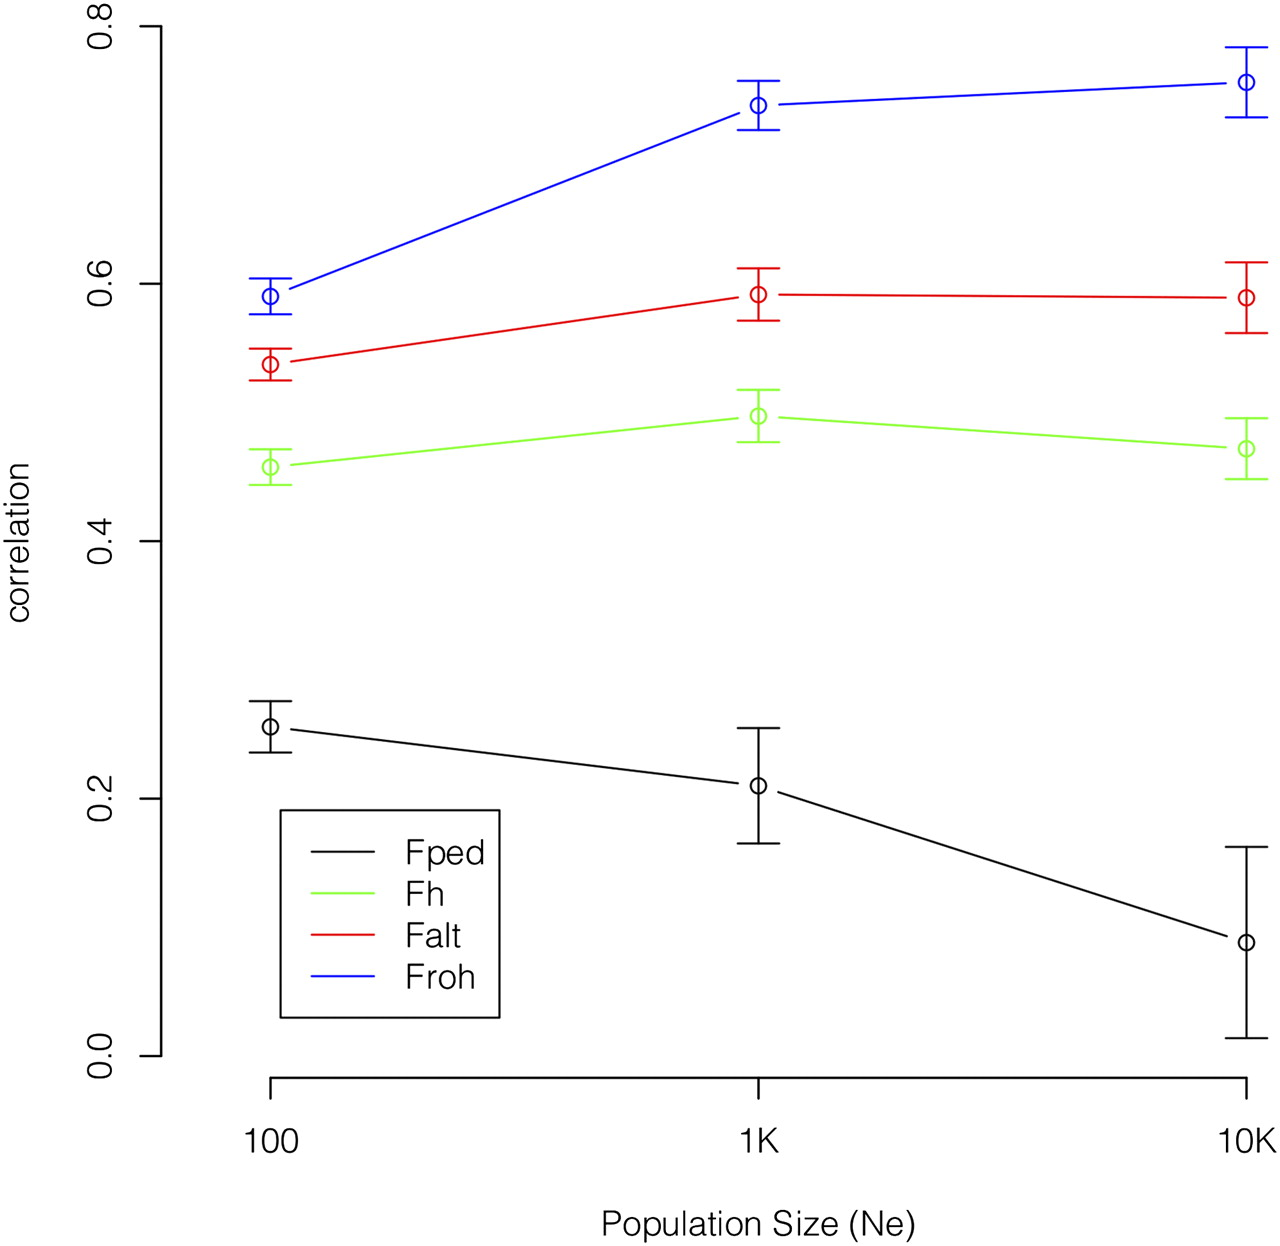 0.8
0.6
0.4
0.2
0.0
correlation
Fped
Fh
Falt
Froh
100 1K 10K
Population Size (Ne)